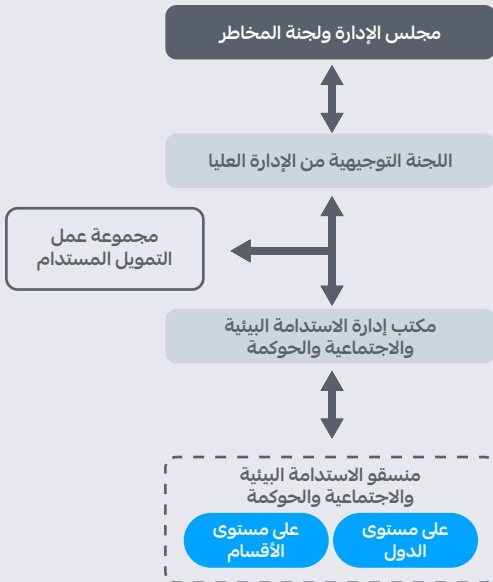 مجلس الإدارة ولجنة المخاطر
اللجنة التوجيهية من الإدارة العليا
مجموعة عمل
التمويل المستدام
مكتب إدارة الاستدامة البيئية
والاجتماعية والحوكمة
منسقو الاستدامة البيئية
والاجتماعية والحوكمة
على مستوى
الدول
على مستوى
الأقسام